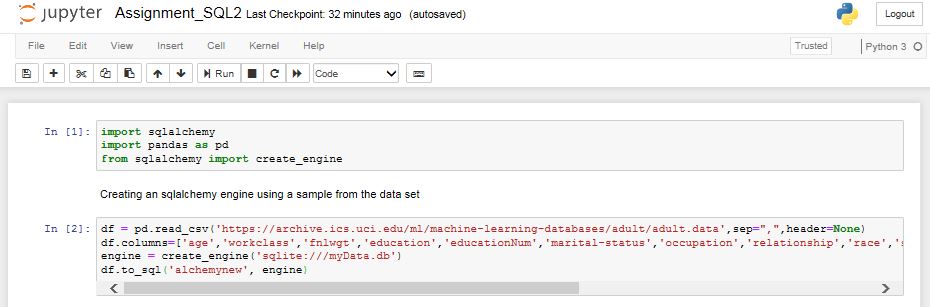 jupyter Assignment_SQL2 Last Checkpoint: 32 minutes ago (autosaved) Logout
File Edit View Insert Cell Kernel Help Trusted Python 3
Run Code
In [1]: import sqlalchemy
import pandas as pd
from sqlalchemy import create_engine
Creating an sqlalchemy engine using a sample from the data set
In [2]: df = pd.read_csv('https://archive.ics.uci.edu/ml/machine-learning-databases/adult/adult.data',sep=",",header=None)
df.columns=['age','workclass','fnlwgt','education','educationNum','marital-status','occupation','relationship','race','s
engine = create_engine('sqlite:///myData.db')
df.to_sql('alchemynew', engine)